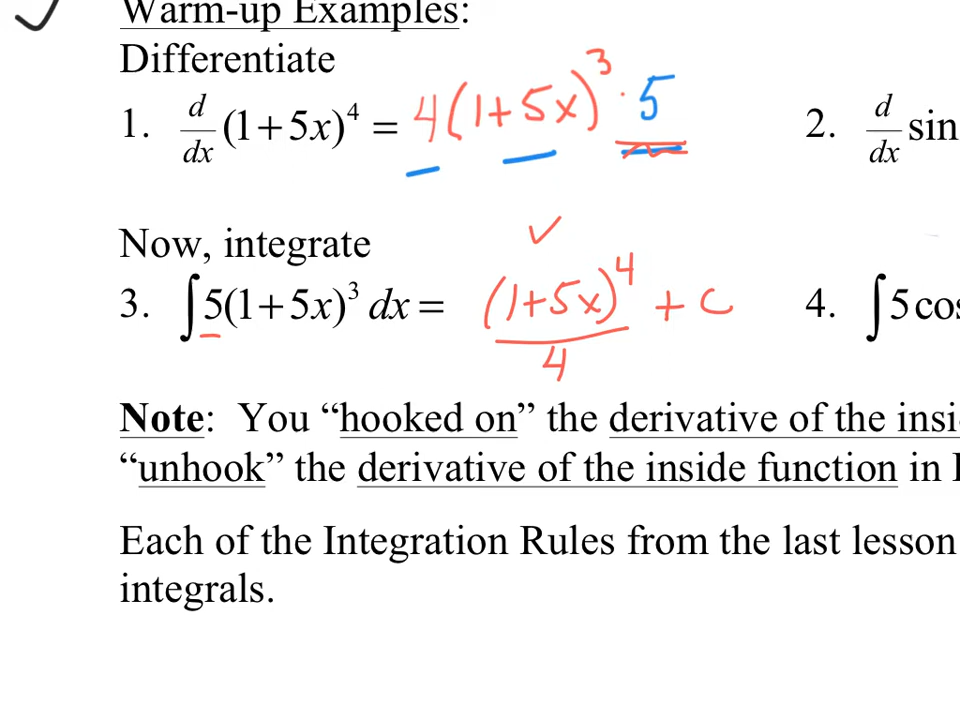 Warm-up Examples:
Differentiate
1. d/dx (1+5x)^4 = 4(1+5x)^3 · 5
2. d/dx sin
Now, integrate ✓
3. ∫5(1+5x)^3 dx = (1+5x)^4/4 + C
4. ∫5cos
Note: You “hooked on” the derivative of the insi
“unhook” the derivative of the inside function in
Each of the Integration Rules from the last lesson
integrals.